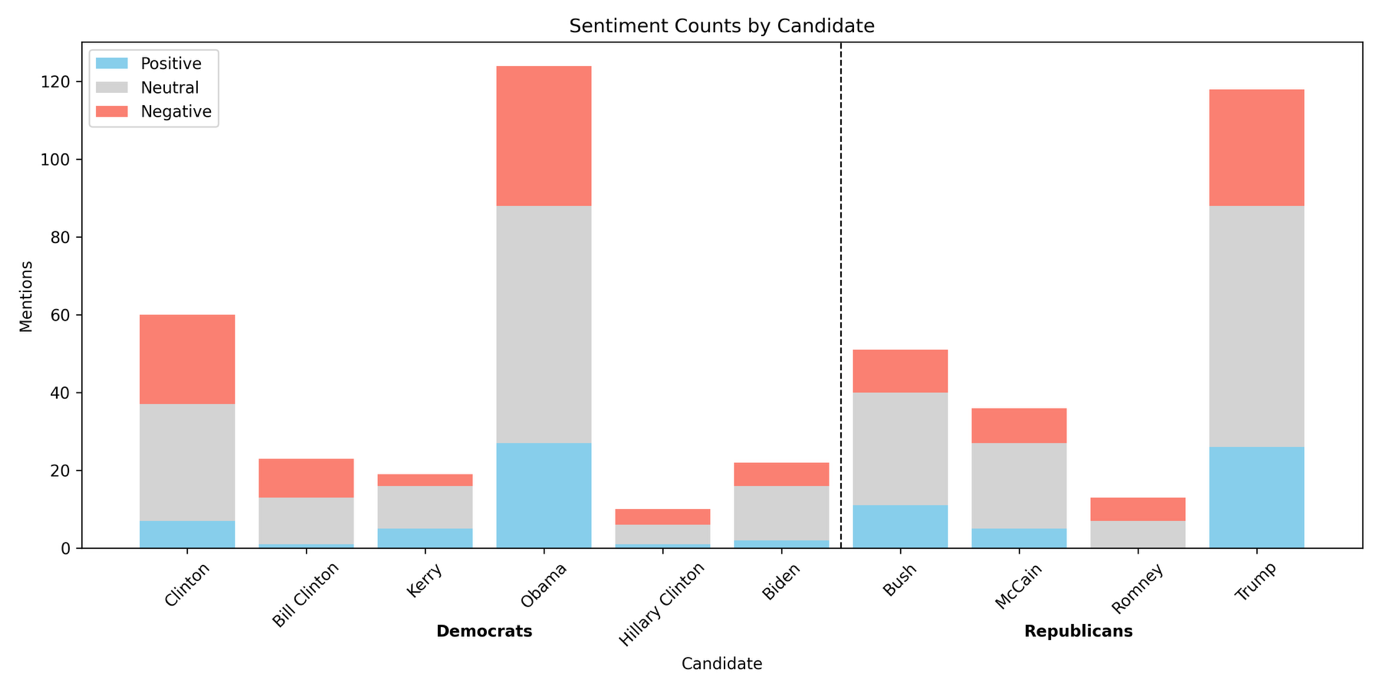 Sentiment Counts by Candidate
Positive
Neutral
Negative
Mentions
120
100
80
60
40
20
0
Clinton
Bill Clinton
Kerry
Obama
Hillary Clinton
Biden
Bush
McCain
Romney
Trump
Democrats
Republicans
Candidate